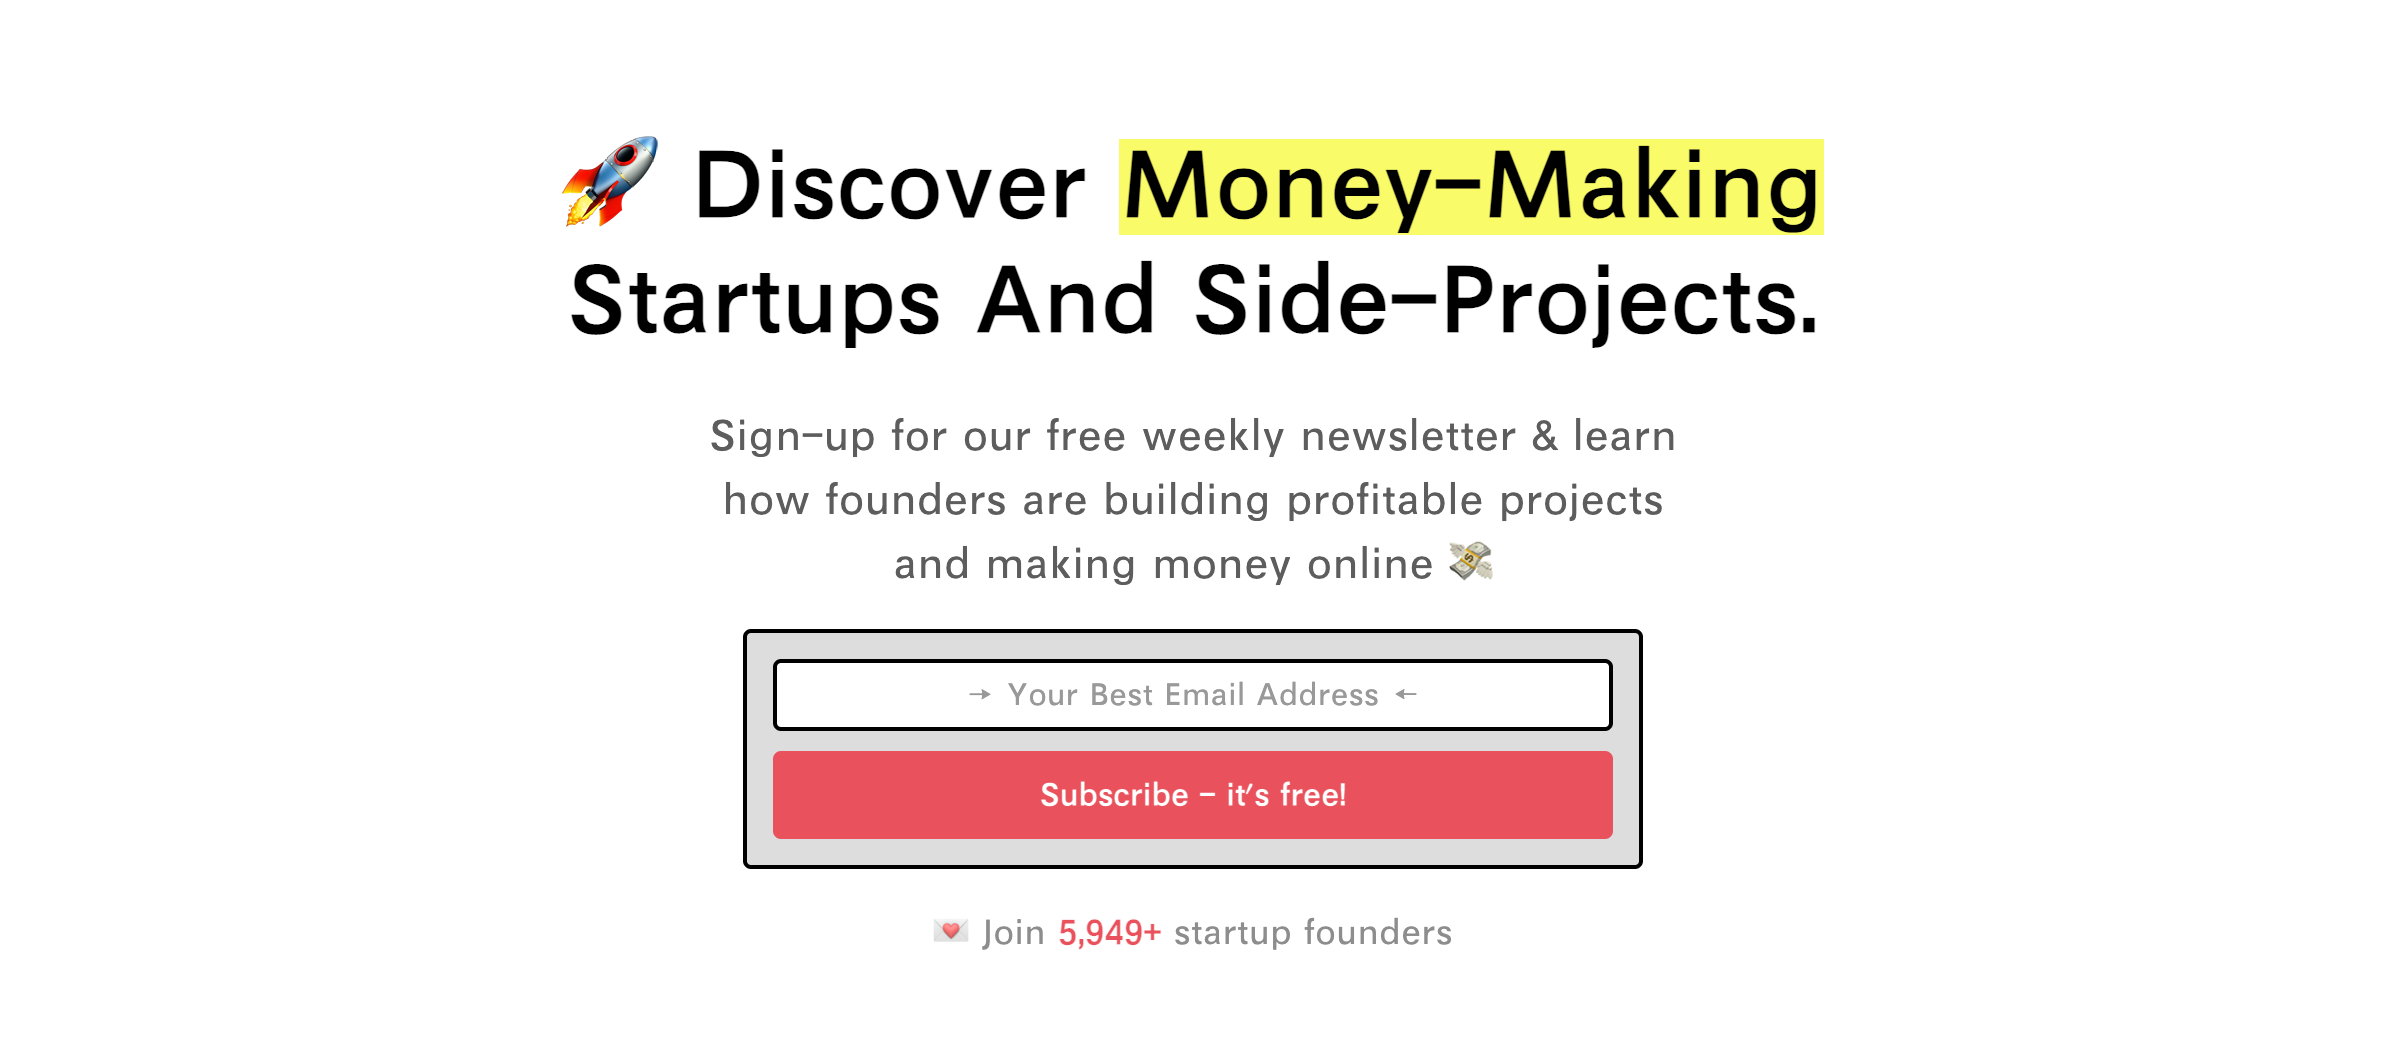 🚀 Discover Money-Making
Startups And Side-Projects.
Sign-up for our free weekly newsletter & learn
how founders are building profitable projects
and making money online 💸
→ Your Best Email Address ←
Subscribe - it's free!
💌 Join 5,949+ startup founders